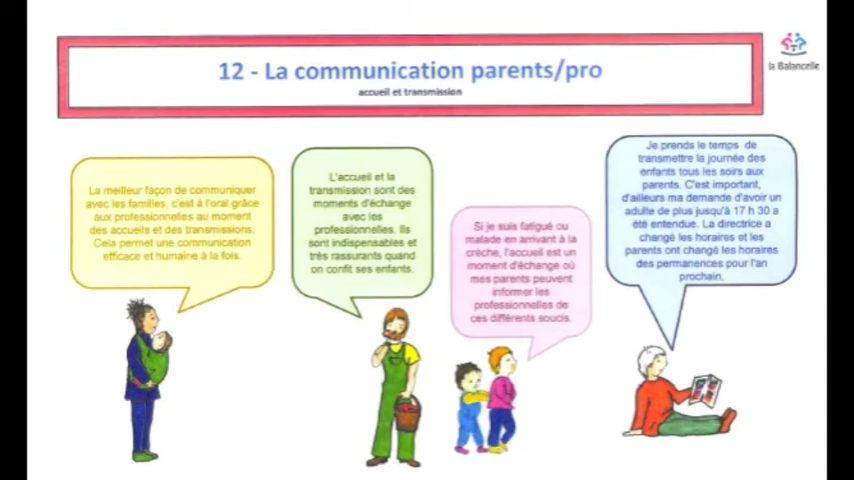 12 - La communication parents/pro
accueil et transmission
la Balancelle
La meilleur façon de communiquer
avec les familles, c'est à l'oral grâce
aux professionnelles au moment
des accueils et des transmissions.
Cela permet une communication
efficace et humaine à la fois.
L'accueil et la
transmission sont des
moments d'échange
avec les
professionnelles. Ils
sont indispensables et
très rassurants quand
on confit ses enfants.
Si je suis fatigué ou
malade en arrivant à la
crèche, l'accueil est un
moment d'échange où
mes parents peuvent
informer les
professionnelles de
ces différents soucis.
Je prends le temps de
transmettre la journée des
enfants tous les soirs aux
parents. C'est important,
d'ailleurs ma demande d'avoir un
adulte de plus jusqu'à 17 h 30 a
été entendue. La directrice a
changé les horaires et les
parents ont changé les horaires
des permanences pour l'an
prochain.